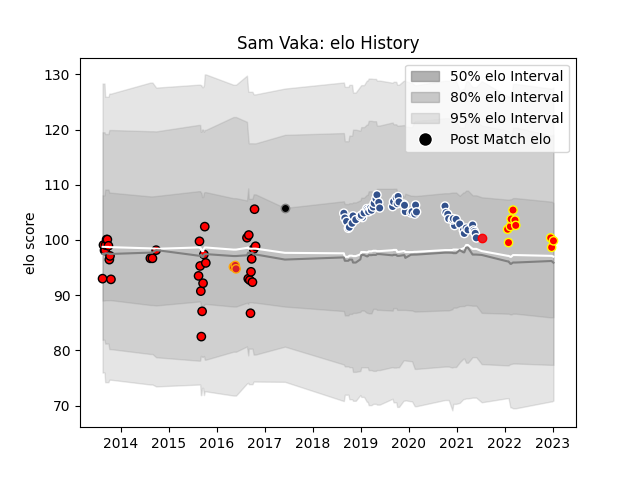 Sam Vaka: elo History
130
120
110
100
90
80
70
elo score
50% elo Interval
80% elo Interval
95% elo Interval
Post Match elo
2014 2015 2016 2017 2018 2019 2020 2021 2022 2023